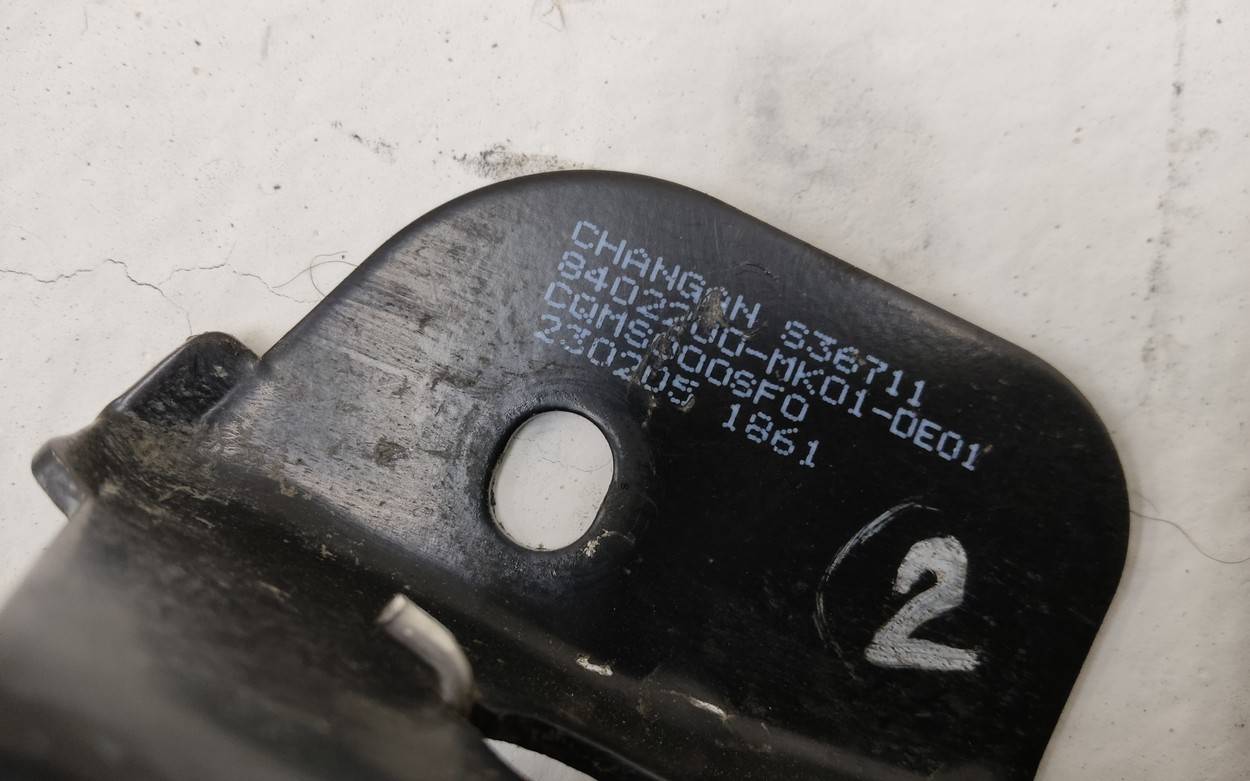 CHANGAN S36711
8402200-MK01-DE01
CQMS000SF0
230205 1861
2